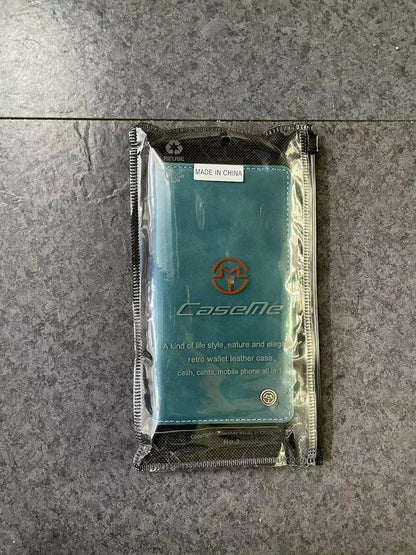 REUSE
MADE IN CHINA
CaseMe
A kind of life style, nature and eleg
retro wallet leather case,
cash, cards, mobile phone all in 1